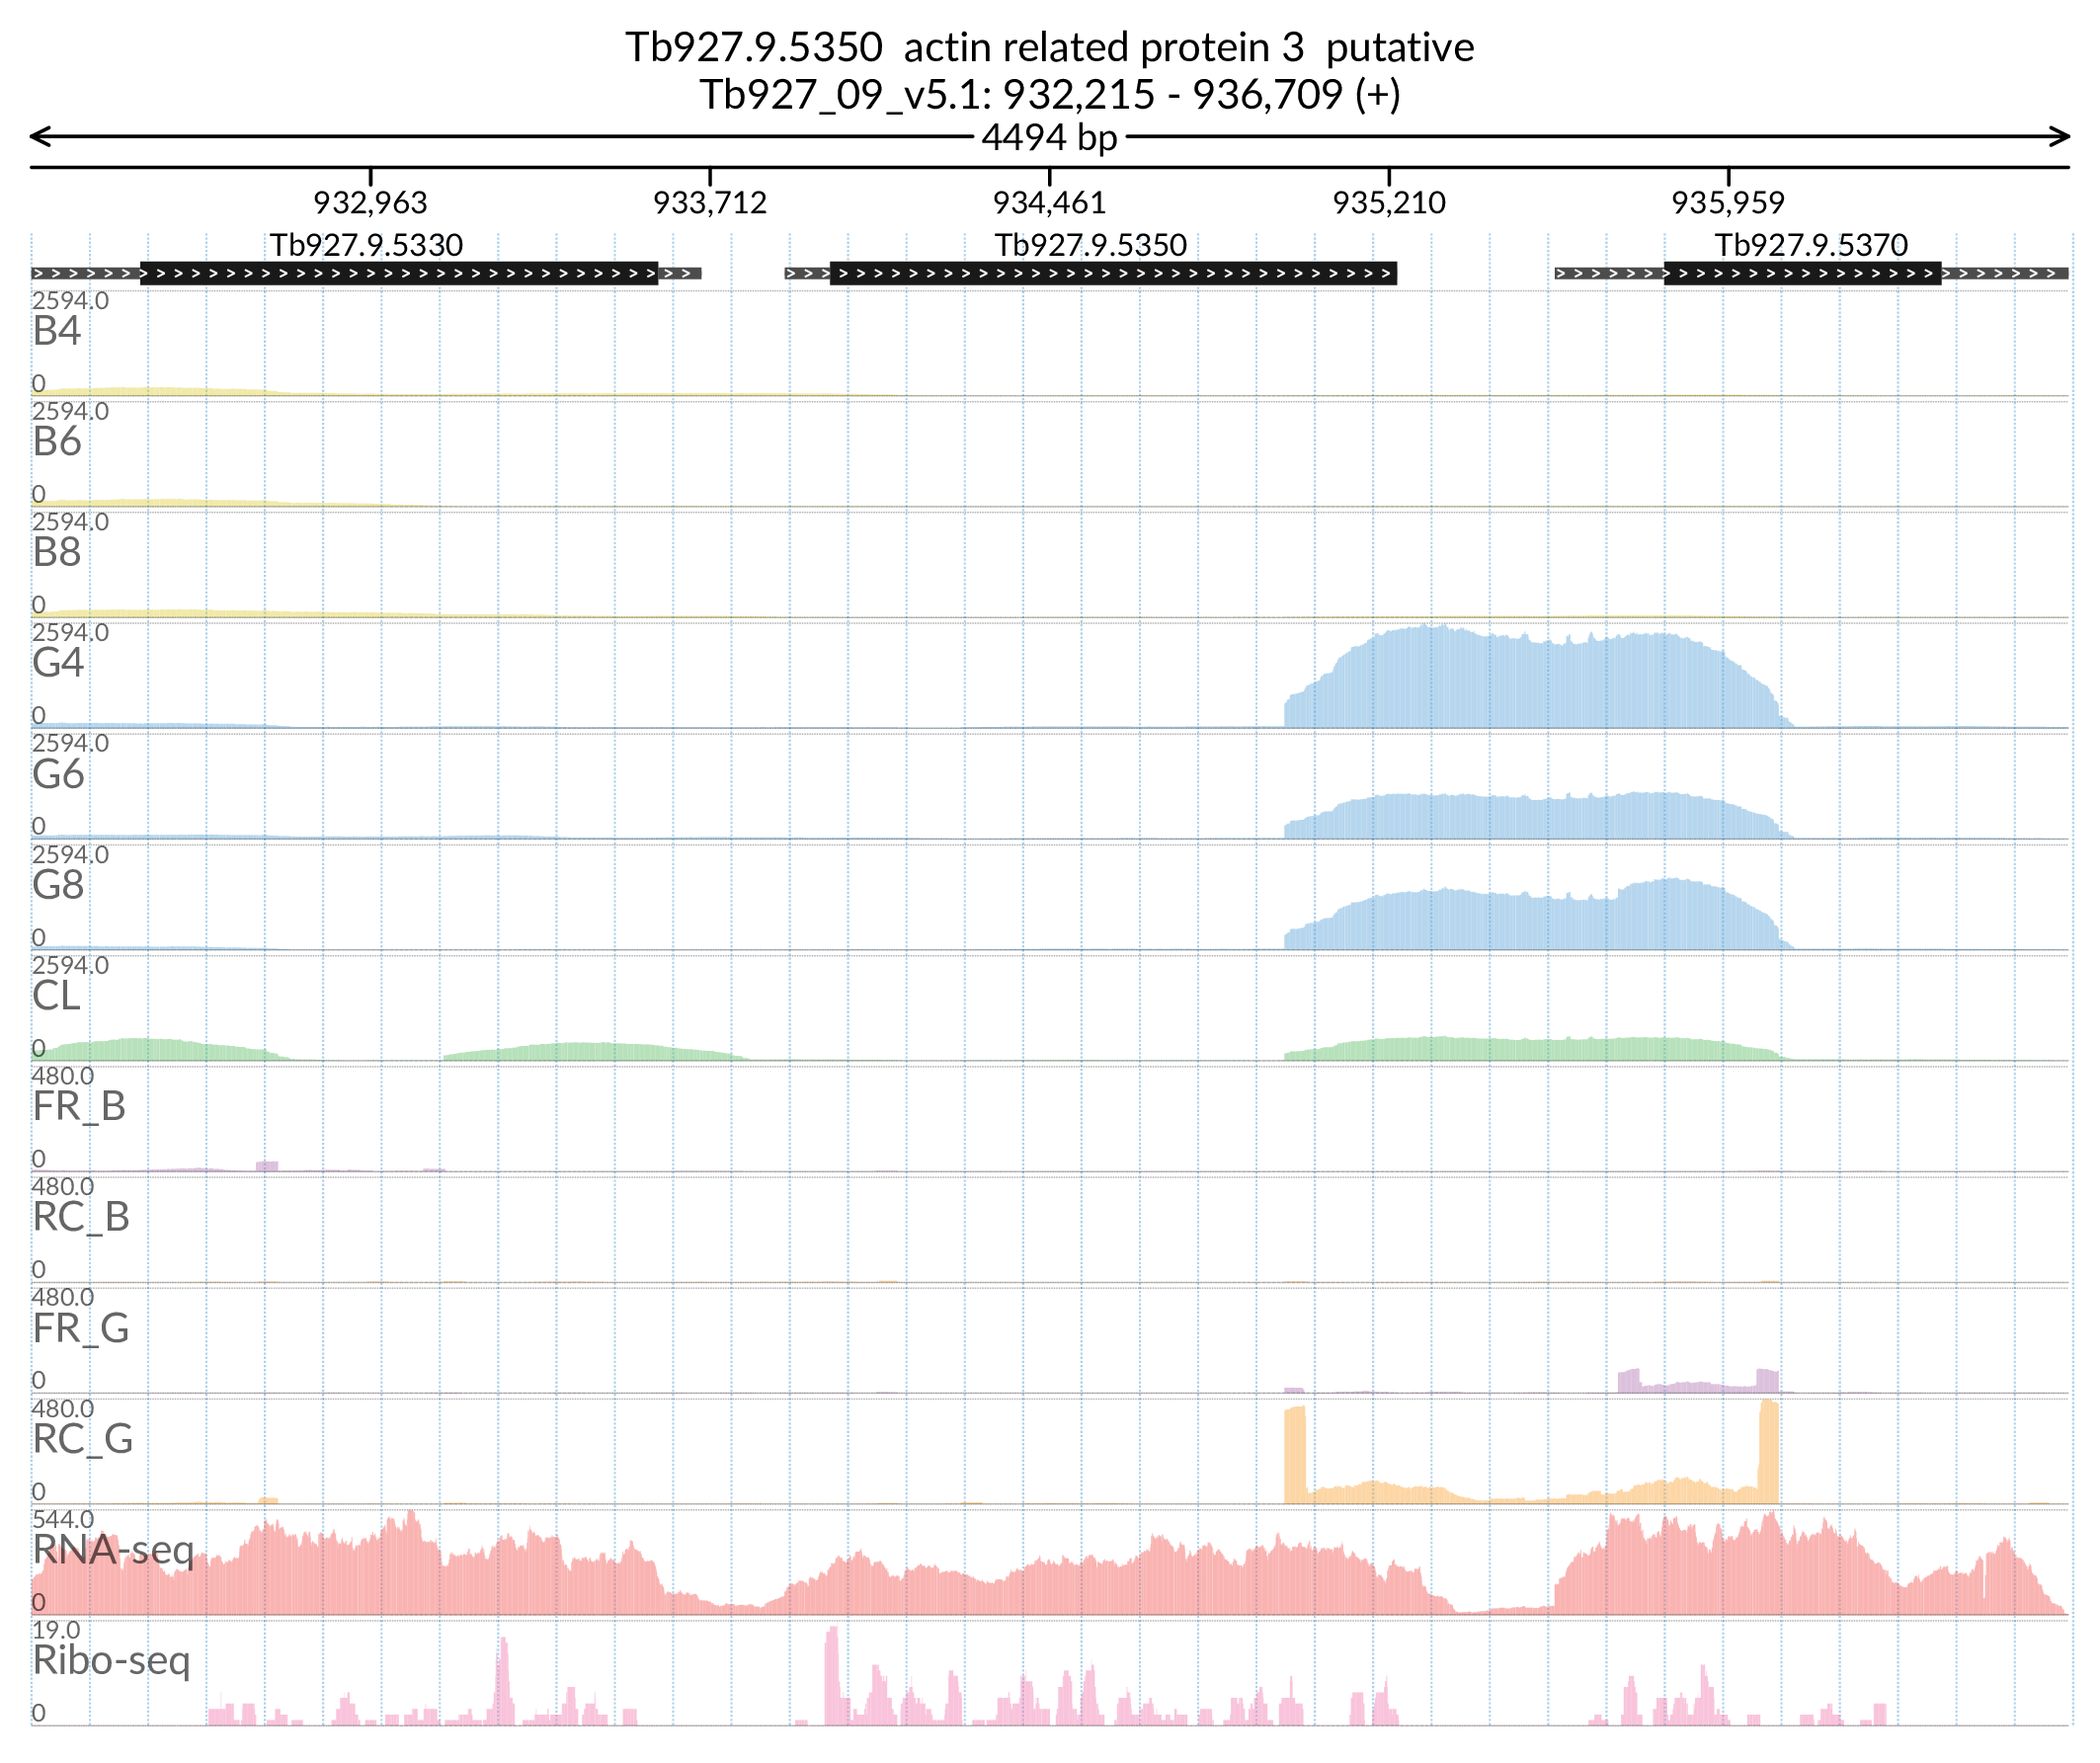 Tb927.9.5350 actin related protein 3 putative
Tb927_09_v5.1: 932,215 - 936,709 (+)
4494 bp
932,963 933,712 934,461 935,210 935,959
Tb927.9.5330 Tb927.9.5350 Tb927.9.5370
2594.0
B4
0
2594.0
B6
0
2594.0
B8
0
2594.0
G4
0
2594.0
G6
0
2594.0
G8
0
2594.0
CL
0
480.0
FR_B
0
480.0
RC_B
0
480.0
FR_G
0
480.0
RC_G
0
544.0
RNA-seq
0
19.0
Ribo-seq
0